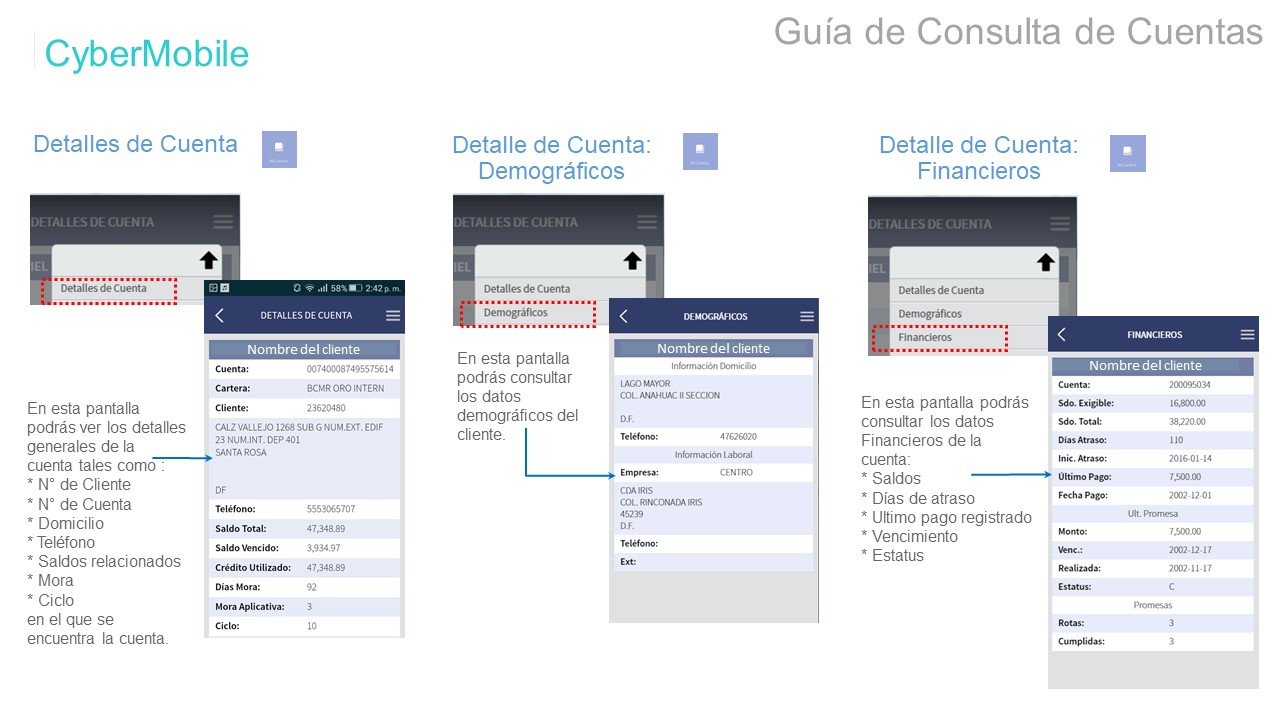 Guía de Consulta de Cuentas
CyberMobile
Detalles de Cuenta
DETALLES DE CUENTA
IEL
Detalles de Cuenta
58% 2:42 p. m.
DETALLES DE CUENTA
Nombre del cliente
Cuenta: 007400087495575614
Cartera: BCMR ORO INTERN
Cliente: 23620480
CALZ VALLEJO 1268 SUB G NUM.EXT. EDIF
23 NUM.INT. DEP 401
SANTA ROSA
DF
Teléfono: 5553065707
Saldo Total: 47,348.89
Saldo Vencido: 3,934.97
Crédito Utilizado: 47,348.89
Días Mora: 92
Mora Aplicativa: 3
Ciclo: 10
En esta pantalla
podrás ver los detalles
generales de la
cuenta tales como :
* N° de Cliente
* N° de Cuenta
* Domicilio
* Teléfono
* Saldos relacionados
* Mora
* Ciclo
en el que se
encuentra la cuenta.
Detalle de Cuenta:
Demográficos
DETALLES DE CUENTA
IEL
Detalles de Cuenta
Demográficos
DEMOGRÁFICOS
Nombre del cliente
Información Domicilio
LAGO MAYOR
COL. ANAHUAC II SECCION
D.F.
Teléfono: 47626020
Información Laboral
Empresa: CENTRO
CDA IRIS
COL. RINCONADA IRIS
45239
D.F.
Teléfono:
Ext:
En esta pantalla
podrás consultar
los datos
demográficos del
cliente.
Detalle de Cuenta:
Financieros
DETALLES DE CUENTA
IEL
Detalles de Cuenta
Demográficos
Financieros
FINANCIEROS
Nombre del cliente
Cuenta: 200095034
Sdo. Exigible: 16,800.00
Sdo. Total: 38,220.00
Días Atraso: 110
Inic. Atraso: 2016-01-14
Último Pago: 7,500.00
Fecha Pago: 2002-12-01
Ult. Promesa
Monto: 7,500.00
Venc.: 2002-12-17
Realizada: 2002-11-17
Estatus: C
Promesas
Rotas: 3
Cumplidas: 3
En esta pantalla podrás
consultar los datos
Financieros de la
cuenta:
* Saldos
* Días de atraso
* Ultimo pago registrado
* Vencimiento
* Estatus